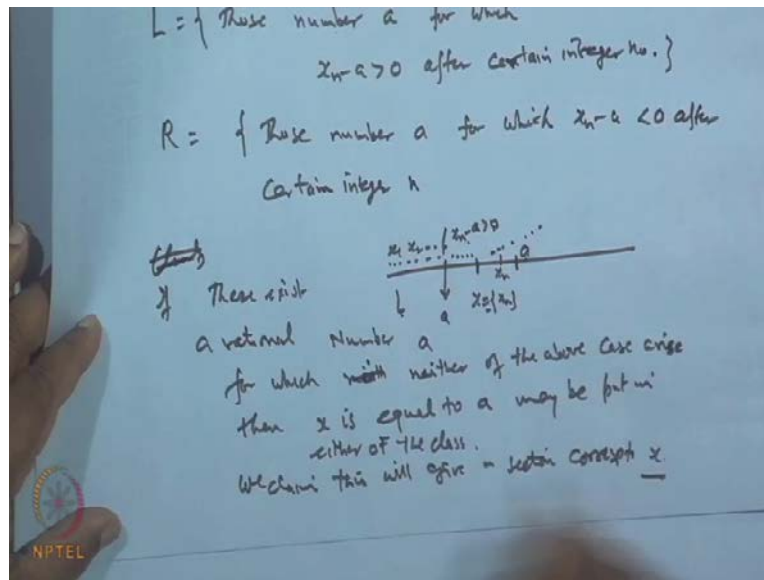 L = { Those number a for which
xn - a > 0 after certain integer no. }
R = { Those number a for which xn - a < 0 after
Certain integer n
x1 x2 ... xn - a > 0
xn a
L a x = {xn}
If There exist
a rational Number a
for which neither of the above Case arise
then x is equal to a may be put in
either of the class.
We claim this will give a section x
NPTEL